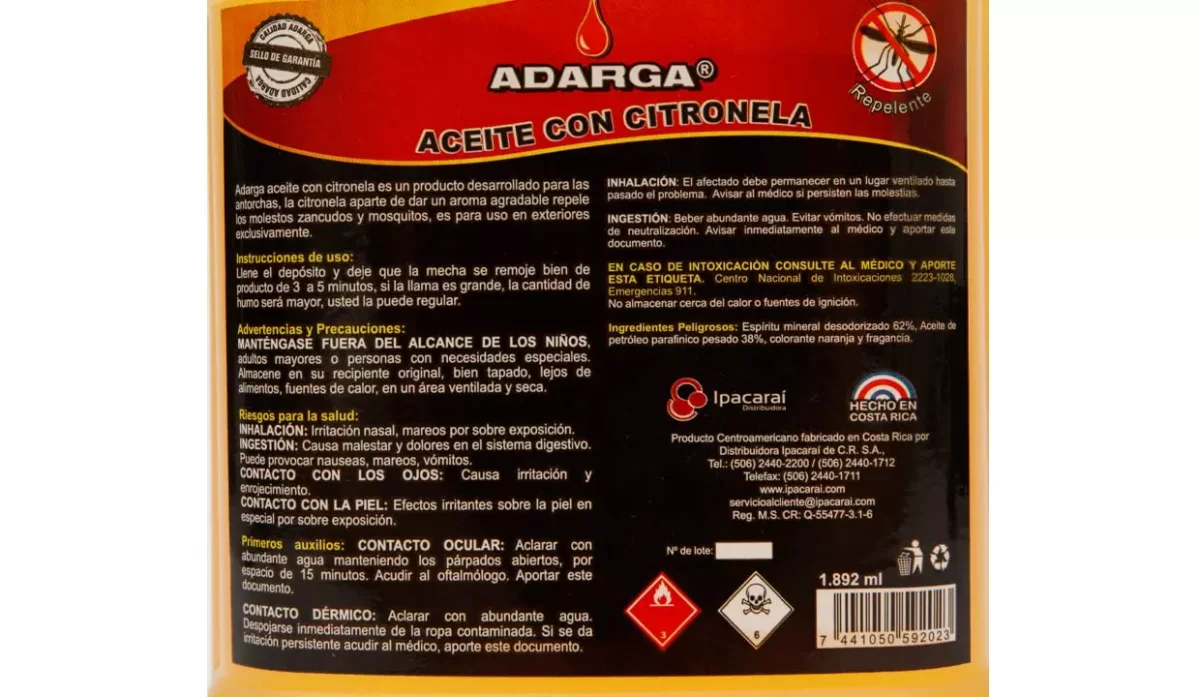 CALIDAD ADARGA
SELLO DE GARANTÍA
CALIDAD ADARGA
ADARGA®
ACEITE CON CITRONELA
Repelente
Adarga aceite con citronela es un producto desarrollado para las
antorchas, la citronela aparte de dar un aroma agradable repele
los molestos zancudos y mosquitos, es para uso en exteriores
exclusivamente.
Instrucciones de uso:
Llene el depósito y deje que la mecha se remoje bien de
producto de 3 a 5 minutos, si la llama es grande, la cantidad de
humo será mayor, usted la puede regular.
Advertencias y Precauciones:
MANTÉNGASE FUERA DEL ALCANCE DE LOS NIÑOS,
adultos mayores o personas con necesidades especiales.
Almacene en su recipiente original, bien tapado, lejos de
alimentos, fuentes de calor, en un área ventilada y seca.
Riesgos para la salud:
INHALACIÓN: Irritación nasal, mareos por sobre exposición.
INGESTIÓN: Causa malestar y dolores en el sistema digestivo.
Puede provocar nauseas, mareos, vómitos.
CONTACTO CON LOS OJOS: Causa irritación y
enrojecimiento.
CONTACTO CON LA PIEL: Efectos irritantes sobre la piel en
especial por sobre exposición.
Primeros auxilios: CONTACTO OCULAR: Aclarar con
abundante agua manteniendo los párpados abiertos, por
espacio de 15 minutos. Acudir al oftalmólogo. Aportar este
documento.
CONTACTO DÉRMICO: Aclarar con abundante agua.
Despojarse inmediatamente de la ropa contaminada. Si se da
irritación persistente acudir al médico, aporte este documento.
INHALACIÓN: El afectado debe permanecer en un lugar ventilado hasta
pasado el problema. Avisar al médico si persisten las molestias.
INGESTIÓN: Beber abundante agua. Evitar vómitos. No efectuar medidas
de neutralización. Avisar inmediatamente al médico y aportar este
documento.
EN CASO DE INTOXICACIÓN CONSULTE AL MÉDICO Y APORTE
ESTA ETIQUETA. Centro Nacional de Intoxicaciones 2223-1028,
Emergencias 911.
No almacenar cerca del calor o fuentes de ignición.
Ingredientes Peligrosos: Espíritu mineral desodorizado 62%, Aceite de
petróleo parafinico pesado 38%, colorante naranja y fragancia.
Ipacaraí
Distribuidora
HECHO EN
COSTA RICA
Producto Centroamericano fabricado en Costa Rica por
Distribuidora Ipacaraí de C.R. S.A.,
Tel.: (506) 2440-2200 / (506) 2440-1712
Telefax: (506) 2440-1711
www.ipacarai.com
servicioalcliente@ipacarai.com
Reg. M.S. CR: Q-55477-3.1-6
Nº de lote:
3
6
1.892 ml
7 441050 592023